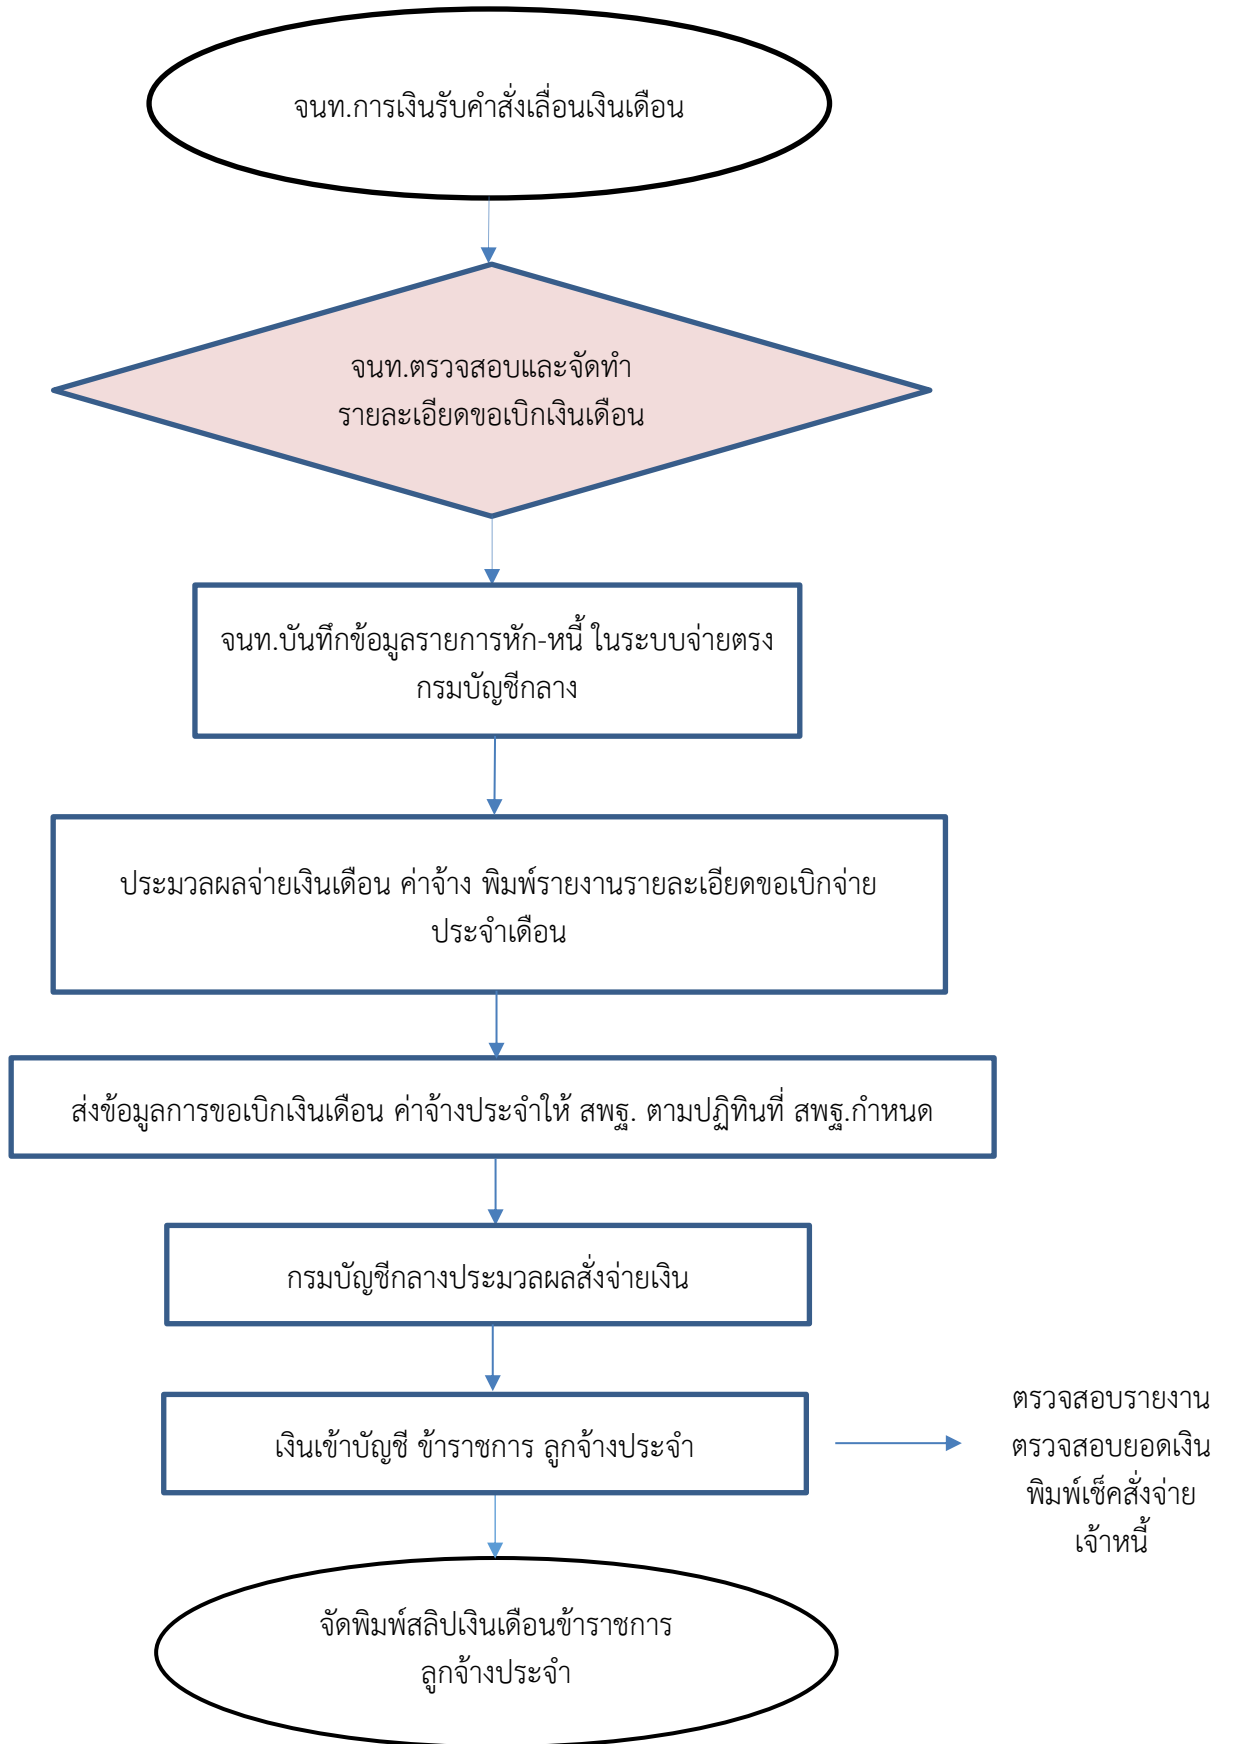 จนท.การเงินรับคำสั่งเลื่อนเงินเดือน
จนท.ตรวจสอบและจัดทำ
รายละเอียดขอเบิกเงินเดือน
จนท.บันทึกข้อมูลรายการหัก-หนี้ ในระบบจ่ายตรง
กรมบัญชีกลาง
ประมวลผลจ่ายเงินเดือน ค่าจ้าง พิมพ์รายงานรายละเอียดขอเบิกจ่าย
ประจำเดือน
ส่งข้อมูลการขอเบิกเงินเดือน ค่าจ้างประจำให้ สพฐ. ตามปฏิทินที่ สพฐ.กำหนด
กรมบัญชีกลางประมวลผลสั่งจ่ายเงิน
เงินเข้าบัญชี ข้าราชการ ลูกจ้างประจำ
ตรวจสอบรายงาน
ตรวจสอบยอดเงิน
พิมพ์เช็คสั่งจ่าย
เจ้าหนี้
จัดพิมพ์สลิปเงินเดือนข้าราชการ
ลูกจ้างประจำ